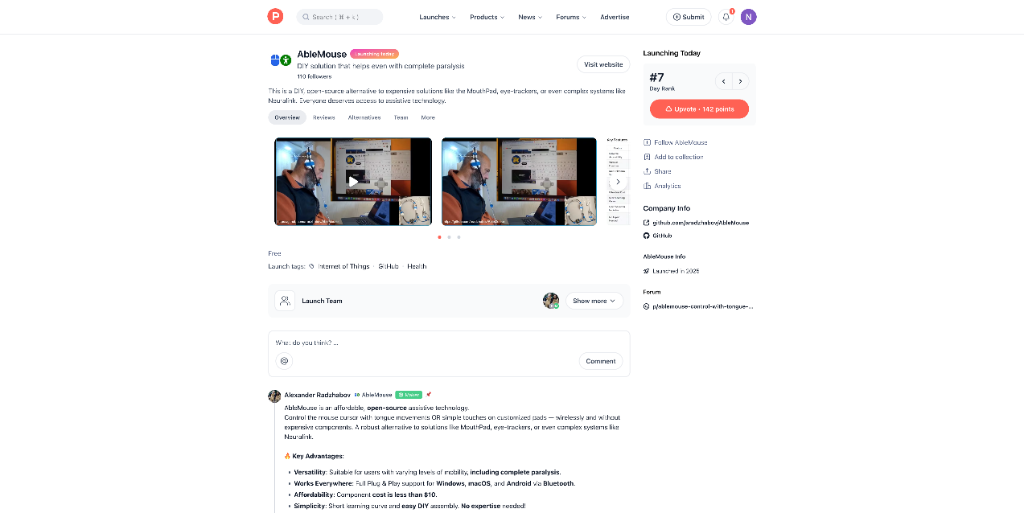 P
Search ( ⌘ + k )
Launches
Products
News
Forums
Advertise
Submit
1
N
AbleMouse
Launching Today
DIY solution that helps even with complete paralysis
110 followers
Visit website
This is a DIY, open-source alternative to expensive solutions like the MouthPad, eye-trackers, or even complex systems like
Neuralink. Everyone deserves access to assistive technology.
Overview
Reviews
Alternatives
Team
More
Free
Launch tags:
Internet of Things · GitHub · Health
Launch Team
Show more
What do you think? ...
@
Comment
Alexander Radzhabov
AbleMouse
Maker
AbleMouse is an affordable, open-source assistive technology.
Control the mouse cursor with tongue movements OR simple touches on customized pads — wirelessly and without
expensive components. A robust alternative to solutions like MouthPad, eye-trackers, or even complex systems like
Neuralink.
🔥 Key Advantages:
Versatility: Suitable for users with varying levels of mobility, including complete paralysis.
Works Everywhere: Full Plug & Play support for Windows, macOS, and Android via Bluetooth.
Affordability: Component cost is less than $10.
Simplicity: Short learning curve and easy DIY assembly. No expertise needed!
Launching Today
#7
Day Rank
Upvote • 142 points
Follow AbleMouse
Add to collection
Share
Analytics
Company Info
github.com/aradzhabov/AbleMouse
GitHub
AbleMouse Info
Launched in 2025
Forum
p/ablemouse-control-with-tongue-...